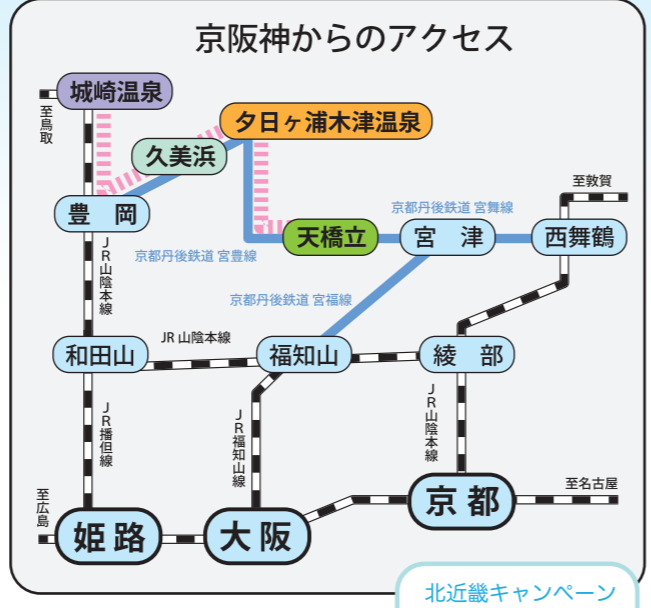 京阪神からのアクセス
城崎温泉
至鳥取
夕日ヶ浦木津温泉
久美浜
至敦賀
豊岡
京都丹後鉄道 宮舞線
天橋立
宮津
西舞鶴
JR山陰本線
京都丹後鉄道 宮豊線
京都丹後鉄道 宮福線
JR山陰本線
和田山
福知山
綾部
JR播但線
JR福知山線
JR山陰本線
至広島
京都
至名古屋
姫路
大阪
北近畿キャンペーン